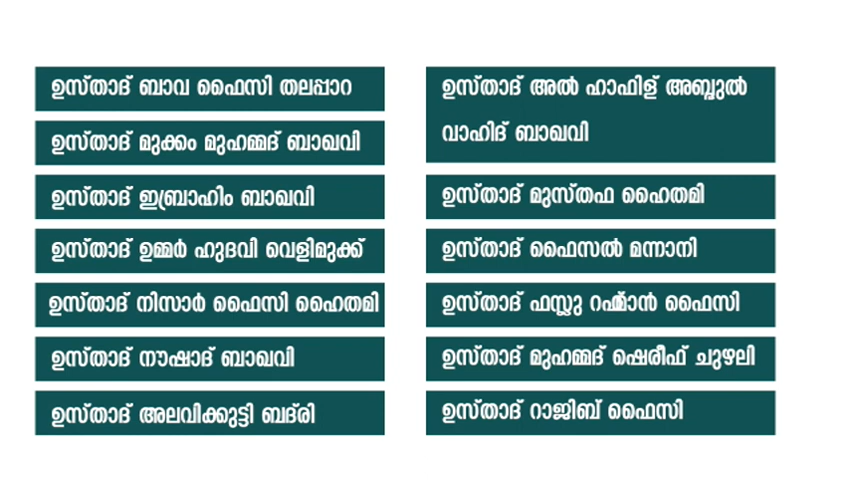 ഉസ്താദ് ബാവ ഫൈസി തലപ്പാറ
ഉസ്താദ് മുക്കം മുഹമ്മദ് ബാഖവി
ഉസ്താദ് ഇബ്രാഹിം ബാഖവി
ഉസ്താദ് ഉമ്മർ ഹുദവി വെളിമുക്ക്
ഉസ്താദ് നിസാർ ഫൈസി ഹൈതമി
ഉസ്താദ് നൗഷാദ് ബാഖവി
ഉസ്താദ് അലവിക്കുട്ടി ബദ്രി
ഉസ്താദ് അൽ ഹാഫിള് അബ്ദുൽ
വാഹിദ് ബാഖവി
ഉസ്താദ് മുസ്തഫ ഹൈതമി
ഉസ്താദ് ഫൈസൽ മന്നാനി
ഉസ്താദ് ഫസ്ലു റഹ്മാൻ ഫൈസി
ഉസ്താദ് മുഹമ്മദ് ഷെരീഫ് ചുഴലി
ഉസ്താദ് റാജിബ് ഫൈസി